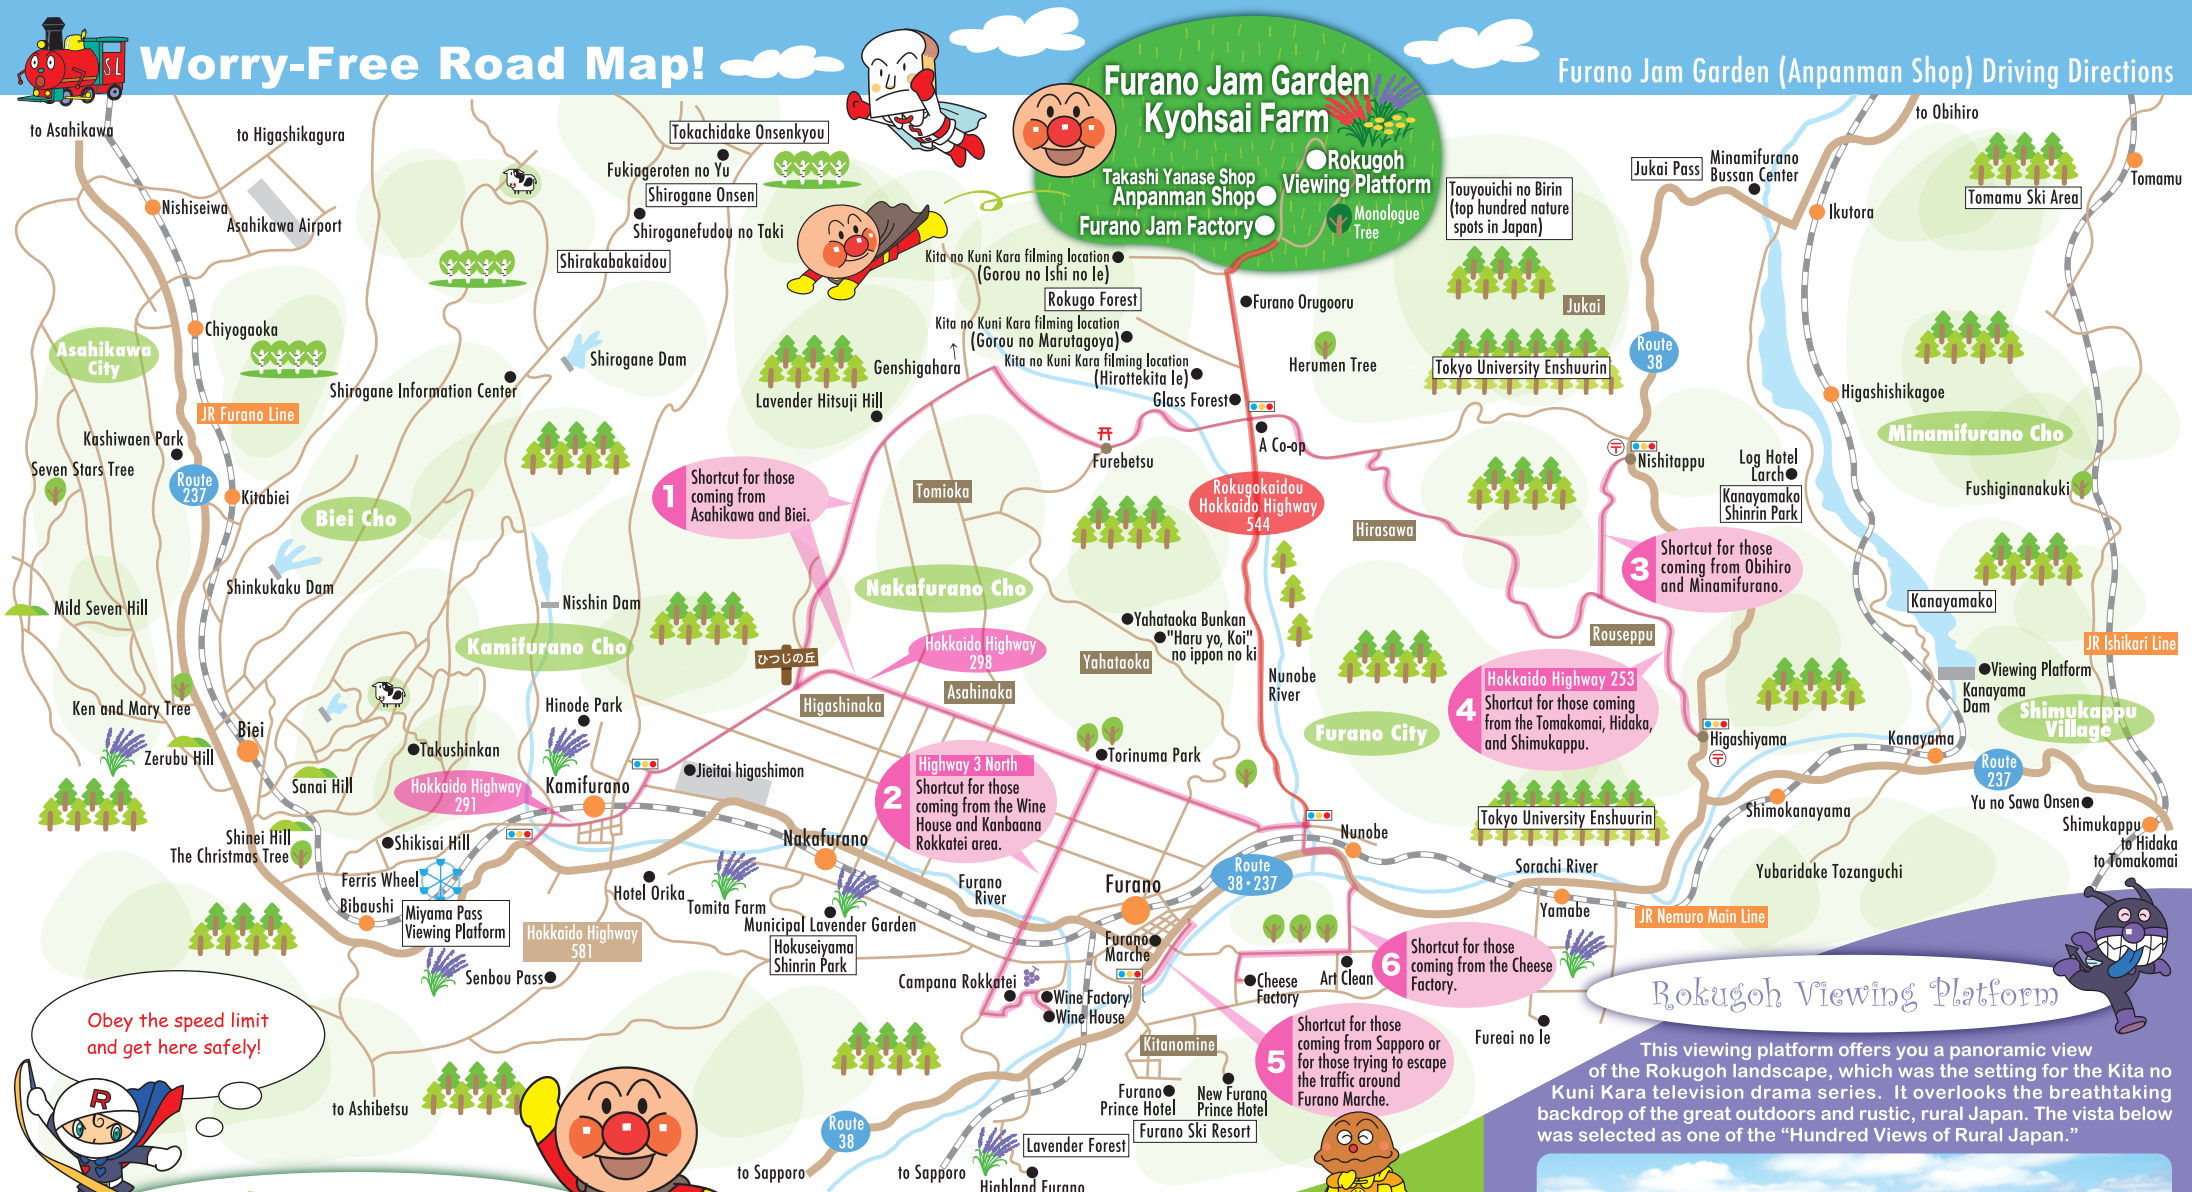 Worry-Free Road Map!
Furano Jam Garden (Anpanman Shop) Driving Directions
SL
Furano Jam Garden
Kyohsai Farm
Rokugoh
Viewing Platform
Takashi Yanase Shop
Anpanman Shop
Furano Jam Factory
Monologue
Tree
to Asahikawa
to Higashikagura
Nishiseiwa
Asahikawa Airport
Tokachidake Onsenkyou
Fukiageroten no Yu
Shirogane Onsen
Shiroganefudou no Taki
Shirakabakaidou
Kita no Kuni Kara filming location
(Gorou no Ishi no Ie)
Rokugo Forest
Kita no Kuni Kara filming location
(Gorou no Marutagoya)
Kita no Kuni Kara filming location
(Hirottekita Ie)
Genshigahara
Glass Forest
Furano Orugooru
Herumen Tree
A Co-op
Touyouichi no Birin
(top hundred nature
spots in Japan)
Jukai
Tokyo University Enshuurin
Route
38
Jukai Pass
Minamifurano
Bussan Center
to Obihiro
Ikutora
Tomamu Ski Area
Tomamu
Chiyogaoka
Asahikawa
City
JR Furano Line
Shirogane Information Center
Shirogane Dam
Lavender Hitsuji Hill
Kashiwaen Park
Seven Stars Tree
Route
237
Kitabiei
Biei Cho
Shinkukaku Dam
Mild Seven Hill
Furebetsu
1
Shortcut for those
coming from
Asahikawa and Biei.
Tomioka
Rokugokaidou
Hokkaido Highway
544
Hirasawa
Nishitappu
Higashishikagoe
Minamifurano Cho
Log Hotel
Larch
Kanayamako
Shinrin Park
Fushiginanakuki
3
Shortcut for those
coming from Obihiro
and Minamifurano.
Kanayamako
JR Ishikari Line
Viewing Platform
Kanayama
Dam
Shimukappu
Village
Nisshin Dam
Kamifurano Cho
Nakafurano Cho
Yahataoka Bunkan
"Haru yo, Koi"
no ippon no ki
Yahataoka
Hokkaido Highway
298
ひつじの丘
Higashinaka
Asahinaka
Nunobe
River
Furano City
Rouseppu
4
Hokkaido Highway 253
Shortcut for those coming
from the Tomakomai, Hidaka,
and Shimukappu.
Higashiyama
Kanayama
Route
237
Yu no Sawa Onsen
Shimukappu
to Hidaka
to Tomakomai
Ken and Mary Tree
Zerubu Hill
Biei
Takushinkan
Sanai Hill
Hinode Park
Hokkaido Highway
291
Kamifurano
Jieitai higashimon
Torinuma Park
2
Highway 3 North
Shortcut for those
coming from the Wine
House and Kanbaana
Rokkatei area.
Tokyo University Enshuurin
Shimokanayama
Nunobe
Shinei Hill
The Christmas Tree
Shikisai Hill
Ferris Wheel
Bibaushi
Miyama Pass
Viewing Platform
Hokkaido Highway
581
Senbou Pass
Hotel Orika
Tomita Farm
Nakafurano
Municipal Lavender Garden
Hokuseiyama
Shinrin Park
Furano
River
Furano
Route
38・237
Sorachi River
Yamabe
JR Nemuro Main Line
Yubaridake Tozanguchi
Furano
Marche
Campana Rokkatei
Wine Factory
Wine House
Cheese
Factory
Art Clean
6
Shortcut for those
coming from the Cheese
Factory.
Fureai no Ie
5
Shortcut for those
coming from Sapporo or
for those trying to escape
the traffic around
Furano Marche.
Kitanomine
Furano
Prince Hotel
New Furano
Prince Hotel
Furano Ski Resort
Lavender Forest
Highland Furano
to Sapporo
to Sapporo
Route
38
to Ashibetsu
Obey the speed limit
and get here safely!
R
Rokugoh Viewing Platform
This viewing platform offers you a panoramic view
of the Rokugoh landscape, which was the setting for the Kita no
Kuni Kara television drama series. It overlooks the breathtaking
backdrop of the great outdoors and rustic, rural Japan. The vista below
was selected as one of the “Hundred Views of Rural Japan.”